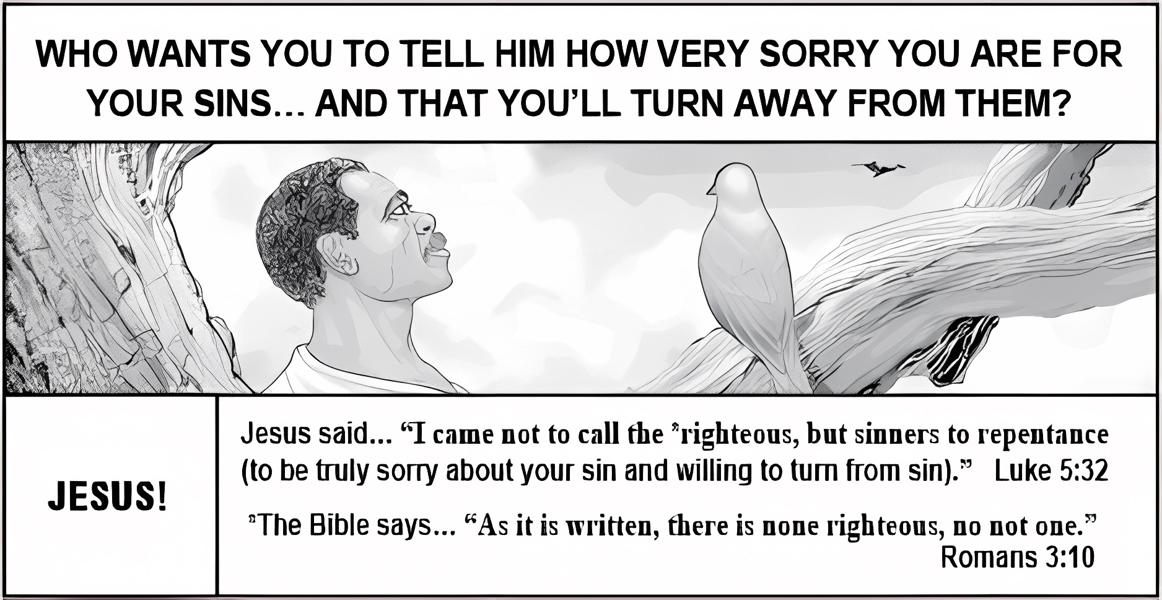 WHO WANTS YOU TO TELL HIM HOW VERY SORRY YOU ARE FOR
YOUR SINS... AND THAT YOU'LL TURN AWAY FROM THEM?
JESUS!
Jesus said... “I came not to call the *righteous, but sinners to repentance
(to be truly sorry about your sin and willing to turn from sin).” Luke 5:32
*The Bible says... “As it is written, there is none righteous, no not one.”
Romans 3:10